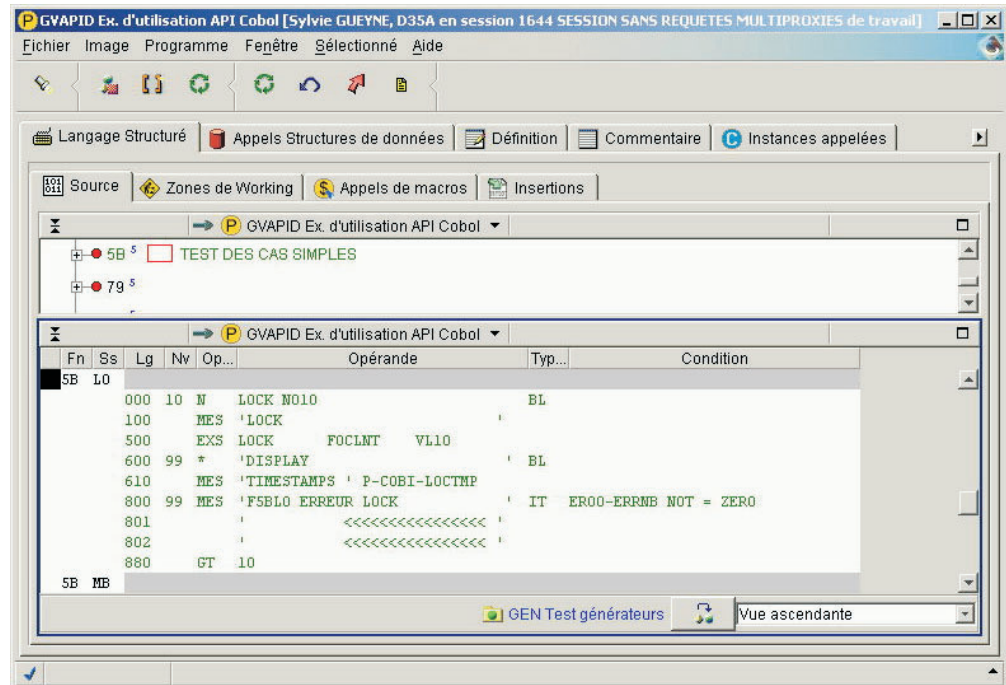 GVAPID Ex. d'utilisation API Cobol [Sylvie GUEYNE, D35A en session 1644 SESSION SANS REQUETES MULTIPROXIES de travail]
Fichier Image Programme Fenêtre Sélectionné Aide
Langage Structuré Appels Structures de données Définition Commentaire Instances appelées
Source Zones de Working Appels de macros Insertions
GVAPID Ex. d'utilisation API Cobol
5B 5 TEST DES CAS SIMPLES
79 5
GVAPID Ex. d'utilisation API Cobol
Fn Ss Lg Nv Op... Opérande Typ... Condition
5B LO
000 10 N LOCK NO10 BL
100 MES 'LOCK '
500 EXS LOCK FOCLNT VL10
600 99 * 'DISPLAY ' BL
610 MES 'TIMESTAMPS ' P-COBI-LOCTMP
800 99 MES 'F5BLO ERREUR LOCK ' IT ER00-ERRNB NOT = ZERO
801 ' <<<<<<<<<<<<<<<<< '
802 ' <<<<<<<<<<<<<<<<< '
880 GT 10
5B MB
GEN Test générateurs Vue ascendante